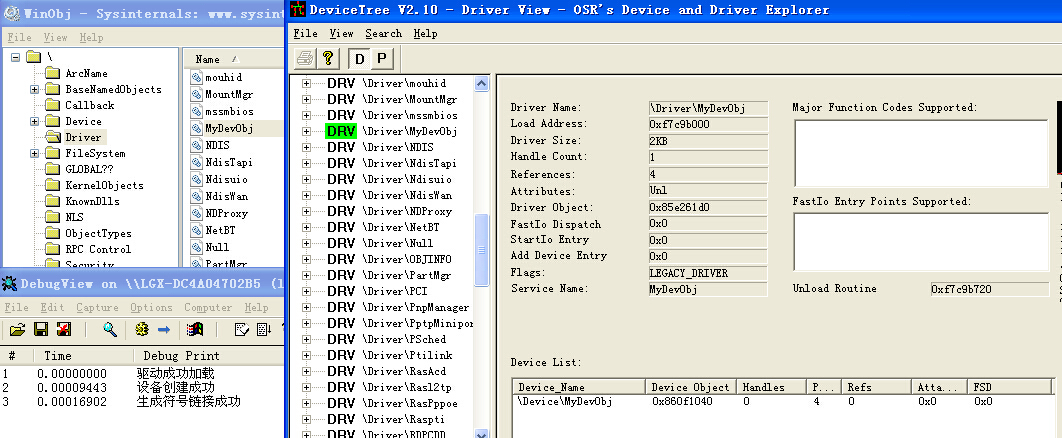 WinObj - Sysinternals: www.sysin
File View Help
\
ArcName
BaseNamedObjects
Callback
Device
Driver
FileSystem
GLOBAL??
KernelObjects
KnownDlls
NLS
ObjectTypes
RPC Control
Security
Name
mouhid
MountMgr
mssmbios
MyDevObj
NDIS
NdisTapi
Ndisuio
NdisWan
NDProxy
NetBT
Null
PartMgr
DebugView on \\LGX-DC4A04702B5 (l
File Edit Capture Options Computer Help
# Time Debug Print
1 0.00000000 驱动成功加载
2 0.00009443 设备创建成功
3 0.00016902 生成符号链接成功
DeviceTree V2.10 - Driver View - OSR's Device and Driver Explorer
File View Search Help
D P
DRV \Driver\mouhid
DRV \Driver\MountMgr
DRV \Driver\mssmbios
DRV \Driver\MyDevObj
DRV \Driver\NDIS
DRV \Driver\NdisTapi
DRV \Driver\Ndisuio
DRV \Driver\NdisWan
DRV \Driver\NDProxy
DRV \Driver\NetBT
DRV \Driver\Null
DRV \Driver\OBJINFO
DRV \Driver\PartMgr
DRV \Driver\PCI
DRV \Driver\PnpManager
DRV \Driver\PptpMinipor
DRV \Driver\PSched
DRV \Driver\Ptilink
DRV \Driver\RasAcd
DRV \Driver\Rasl2tp
DRV \Driver\RasPppoe
DRV \Driver\Raspti
DRV \Driver\RDPCDD
Driver Name: \Driver\MyDevObj
Load Address: 0xf7c9b000
Driver Size: 2KB
Handle Count: 1
References: 4
Attributes: Unl
Driver Object: 0x85e261d0
FastIo Dispatch 0x0
StartIo Entry 0x0
Add Device Entry 0x0
Flags: LEGACY_DRIVER
Service Name: MyDevObj
Major Function Codes Supported:
FastIo Entry Points Supported:
Unload Routine 0xf7c9b720
Device List:
Device_Name Device Object Handles P... Refs Atta... FSD
\Device\MyDevObj 0x860f1040 0 4 0 0x0 0x0